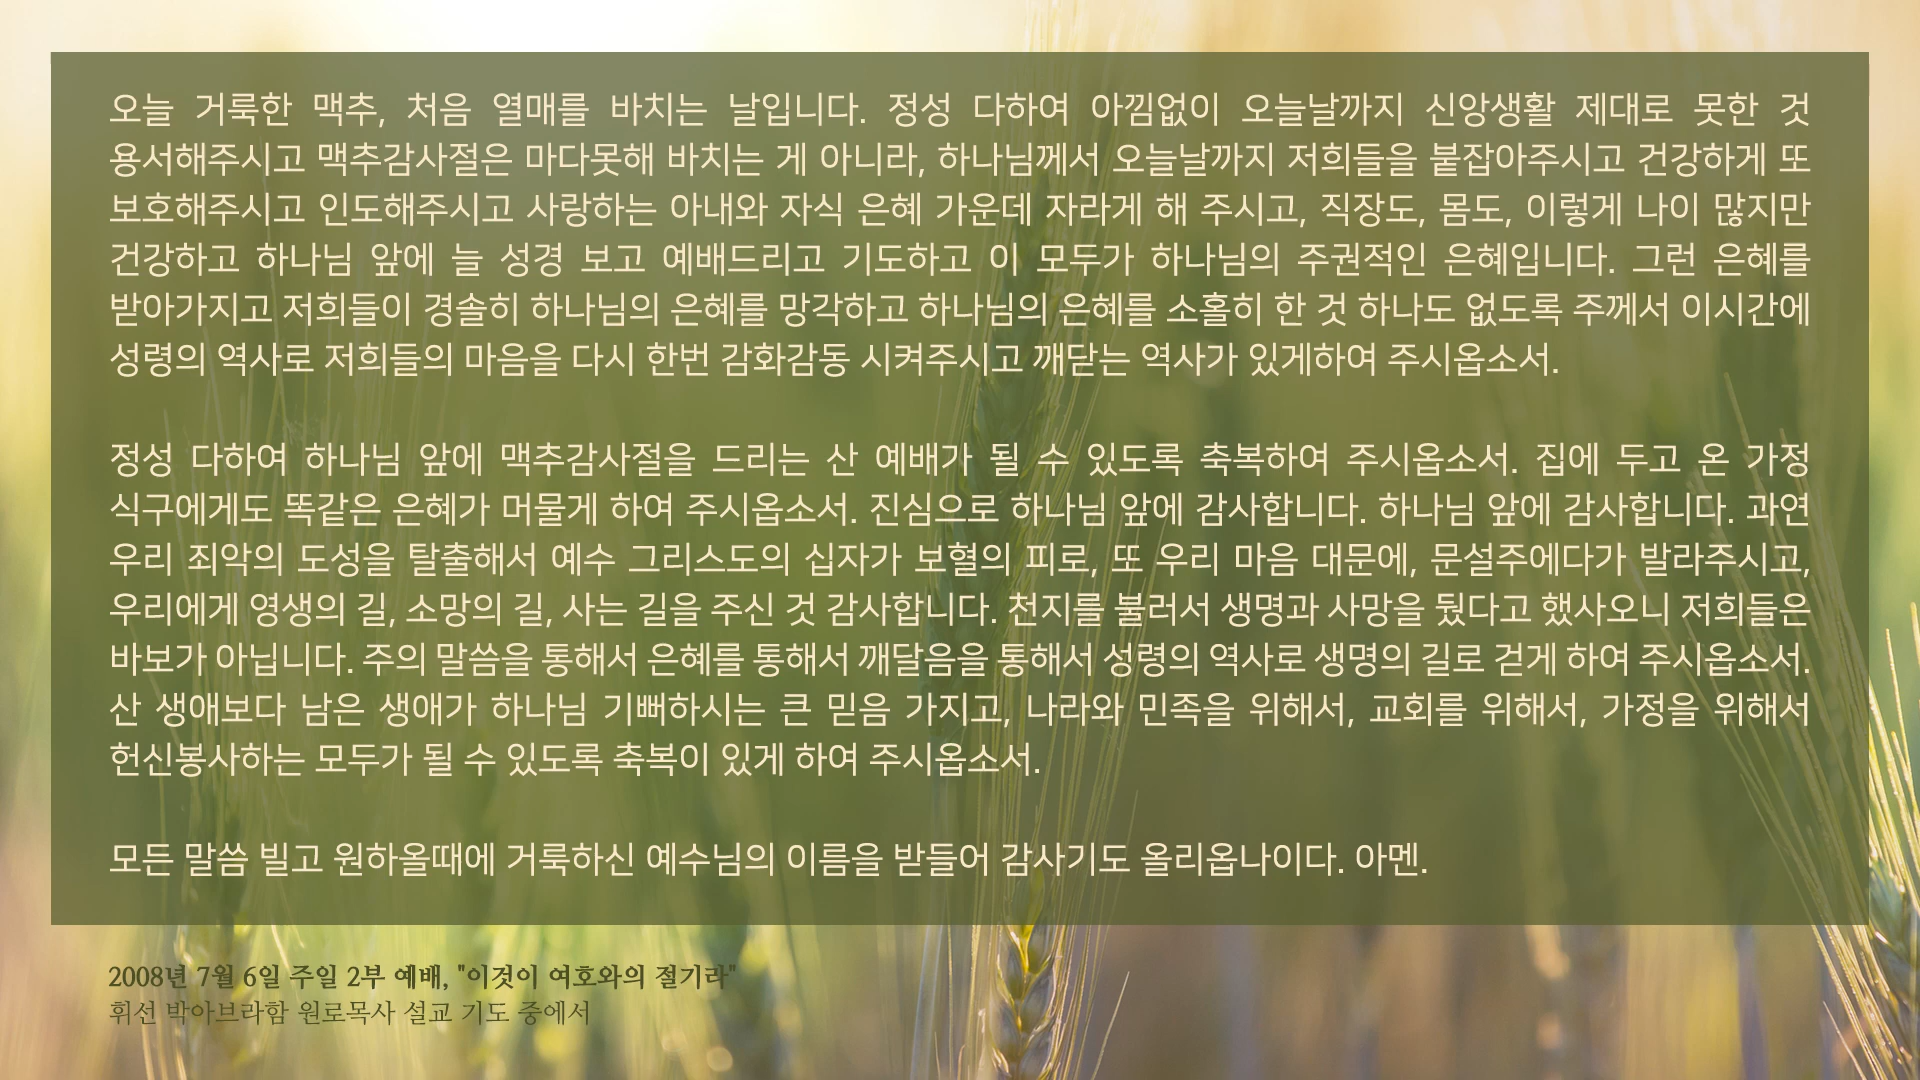 오늘 거룩한 맥추, 처음 열매를 바치는 날입니다. 정성 다하여 아낌없이 오늘날까지 신앙생활 제대로 못한 것
용서해주시고 맥추감사절은 마다못해 바치는 게 아니라, 하나님께서 오늘날까지 저희들을 붙잡아주시고 건강하게 또
보호해주시고 인도해주시고 사랑하는 아내와 자식 은혜 가운데 자라게 해 주시고, 직장도, 몸도, 이렇게 나이 많지만
건강하고 하나님 앞에 늘 성경 보고 예배드리고 기도하고 이 모두가 하나님의 주권적인 은혜입니다. 그런 은혜를
받아가지고 저희들이 경솔히 하나님의 은혜를 망각하고 하나님의 은혜를 소홀히 한 것 하나도 없도록 주께서 이시간에
성령의 역사로 저희들의 마음을 다시 한번 감화감동 시켜주시고 깨닫는 역사가 있게하여 주시옵소서.
정성 다하여 하나님 앞에 맥추감사절을 드리는 산 예배가 될 수 있도록 축복하여 주시옵소서. 집에 두고 온 가정
식구에게도 똑같은 은혜가 머물게 하여 주시옵소서. 진심으로 하나님 앞에 감사합니다. 하나님 앞에 감사합니다. 과연
우리 죄악의 도성을 탈출해서 예수 그리스도의 십자가 보혈의 피로, 또 우리 마음 대문에, 문설주에다가 발라주시고,
우리에게 영생의 길, 소망의 길, 사는 길을 주신 것 감사합니다. 천지를 불러서 생명과 사망을 뒀다고 했사오니 저희들은
바보가 아닙니다. 주의 말씀을 통해서 은혜를 통해서 깨달음을 통해서 성령의 역사로 생명의 길로 걷게 하여 주시옵소서.
산 생애보다 남은 생애가 하나님 기뻐하시는 큰 믿음 가지고, 나라와 민족을 위해서, 교회를 위해서, 가정을 위해서
헌신봉사하는 모두가 될 수 있도록 축복이 있게 하여 주시옵소서.
모든 말씀 빌고 원하올때에 거룩하신 예수님의 이름을 받들어 감사기도 올리옵나이다. 아멘.
2008년 7월 6일 주일 2부 예배, "이것이 여호와의 절기라"
휘선 박아브라함 원로목사 설교 기도 중에서